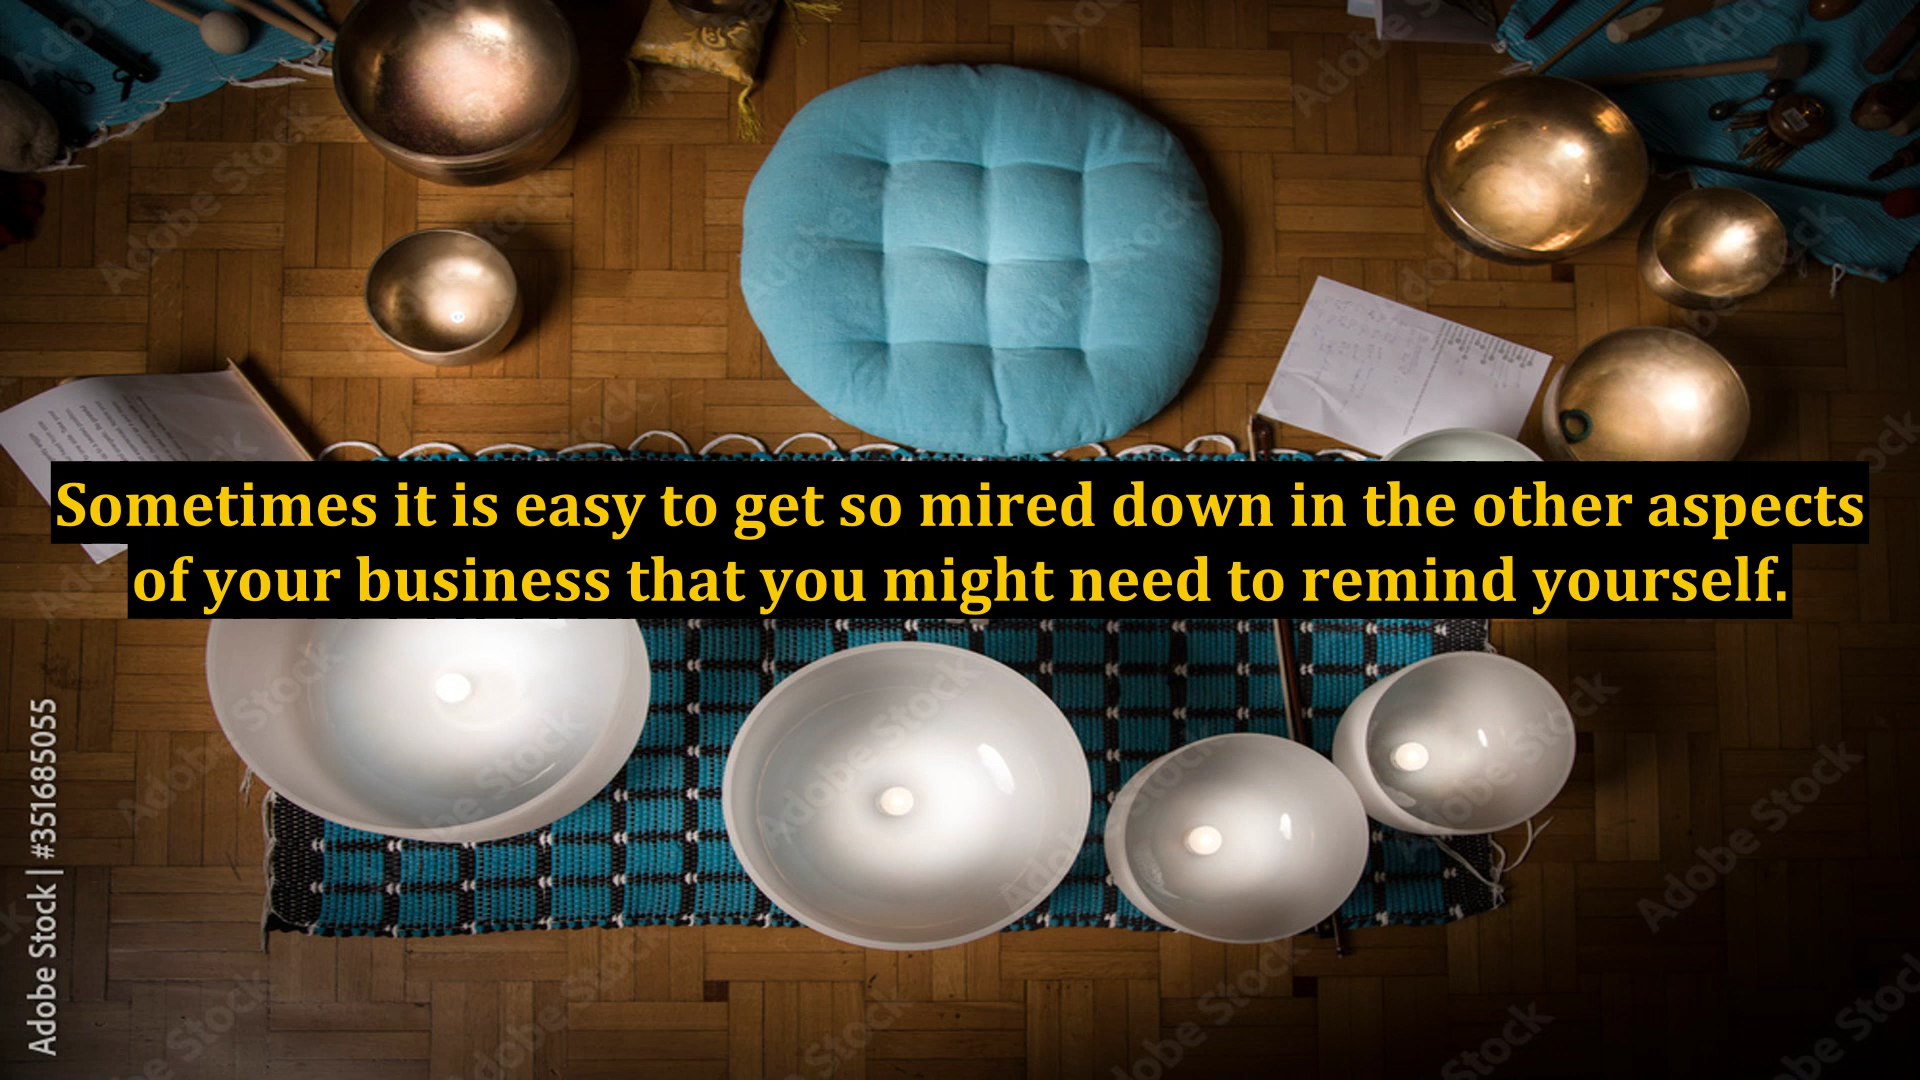 Sometimes it is easy to get so mired down in the other aspects
of your business that you might need to remind yourself.
Adobe Stock | #351685055